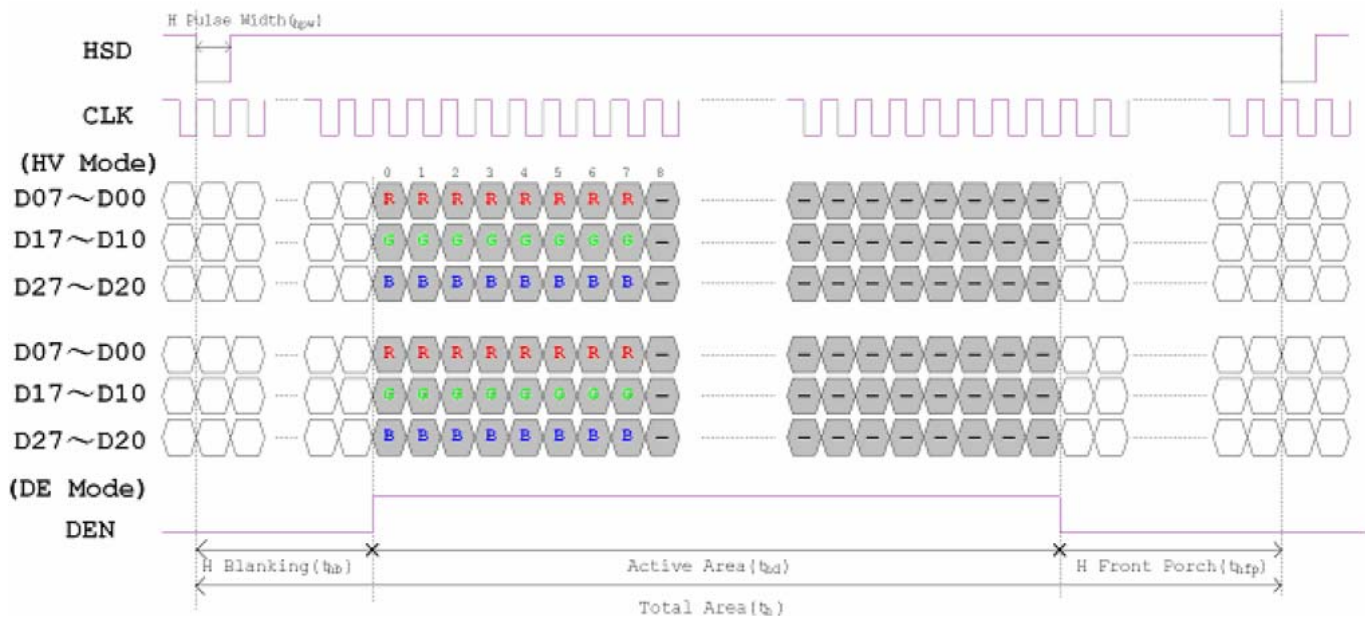 H Pulse Width(thpw)
HSD
CLK
(HV Mode)
0 1 2 3 4 5 6 7 8
D07～D00 R R R R R R R R — — — — — — — — —
D17～D10 G G G G G G G G — — — — — — — — —
D27～D20 B B B B B B B B — — — — — — — — —
D07～D00 R R R R R R R R — — — — — — — — —
D17～D10 G G G G G G G G — — — — — — — — —
D27～D20 B B B B B B B B — — — — — — — — —
(DE Mode)
DEN
H Blanking(thb) Active Area(thd) H Front Porch(thfp)
Total Area(th)